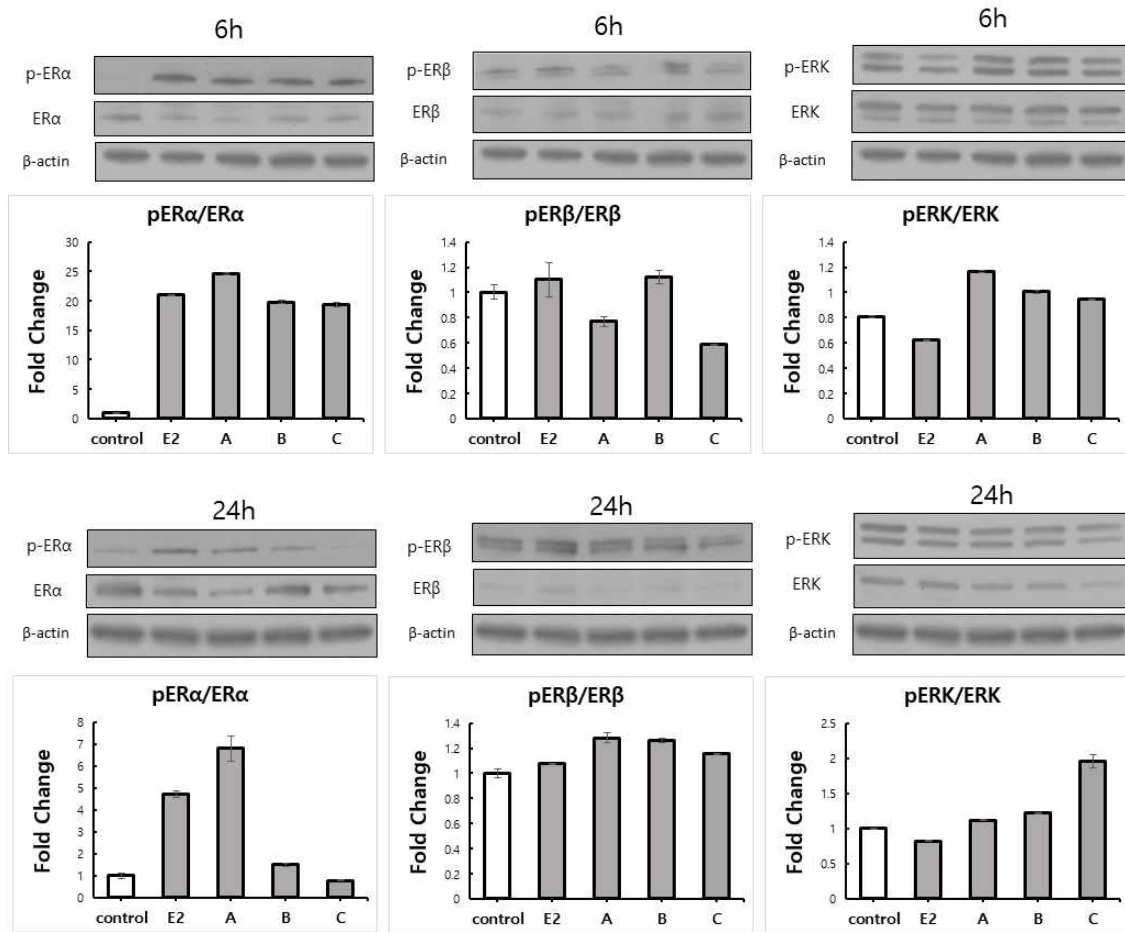 6h
p-ERα
ERα
β-actin
pERα/ERα
Fold Change
30
25
20
15
10
5
0
control E2 A B C
6h
p-ERβ
ERβ
β-actin
pERβ/ERβ
Fold Change
1.4
1.2
1
0.8
0.6
0.4
0.2
0
control E2 A B C
6h
p-ERK
ERK
β-actin
pERK/ERK
Fold Change
1.4
1.2
1
0.8
0.6
0.4
0.2
0
control E2 A B C
24h
p-ERα
ERα
β-actin
pERα/ERα
Fold Change
8
7
6
5
4
3
2
1
0
control E2 A B C
24h
p-ERβ
ERβ
β-actin
pERβ/ERβ
Fold Change
1.4
1.2
1
0.8
0.6
0.4
0.2
0
control E2 A B C
24h
p-ERK
ERK
β-actin
pERK/ERK
Fold Change
2.5
2
1.5
1
0.5
0
control E2 A B C